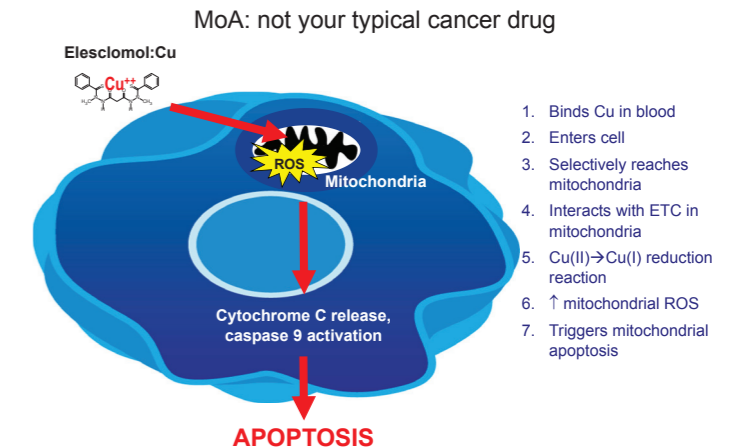 MoA: not your typical cancer drug
Elesclomol:Cu
Cu++
H₃C
CH₃
ROS
Mitochondria
Cytochrome C release,
caspase 9 activation
APOPTOSIS
1. Binds Cu in blood
2. Enters cell
3. Selectively reaches
mitochondria
4. Interacts with ETC in
mitochondria
5. Cu(II)→Cu(I) reduction
reaction
6. ↑ mitochondrial ROS
7. Triggers mitochondrial
apoptosis